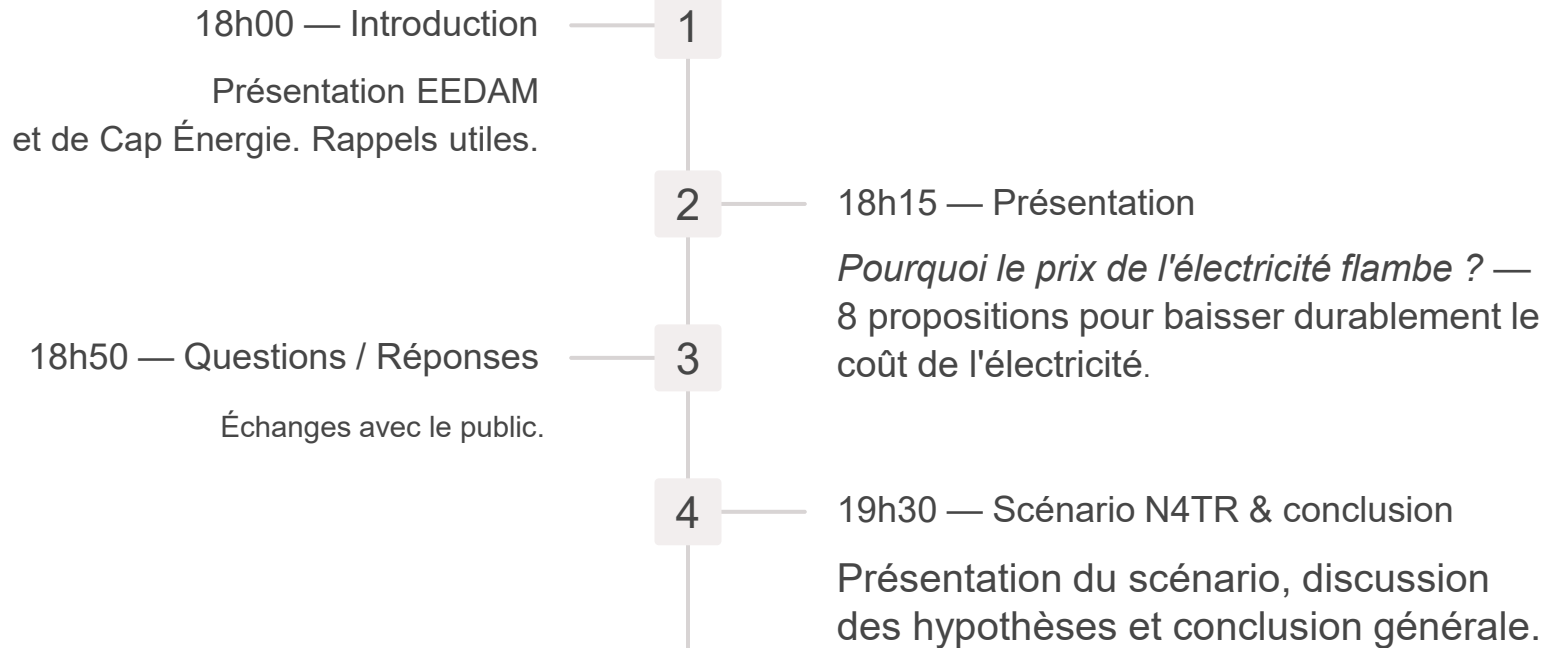 18h00 — Introduction
1
Présentation EEDAM
et de Cap Énergie. Rappels utiles.
2
18h15 — Présentation
Pourquoi le prix de l'électricité flambe ? —
8 propositions pour baisser durablement le
coût de l'électricité.
18h50 — Questions / Réponses
3
Échanges avec le public.
4
19h30 — Scénario N4TR & conclusion
Présentation du scénario, discussion
des hypothèses et conclusion générale.